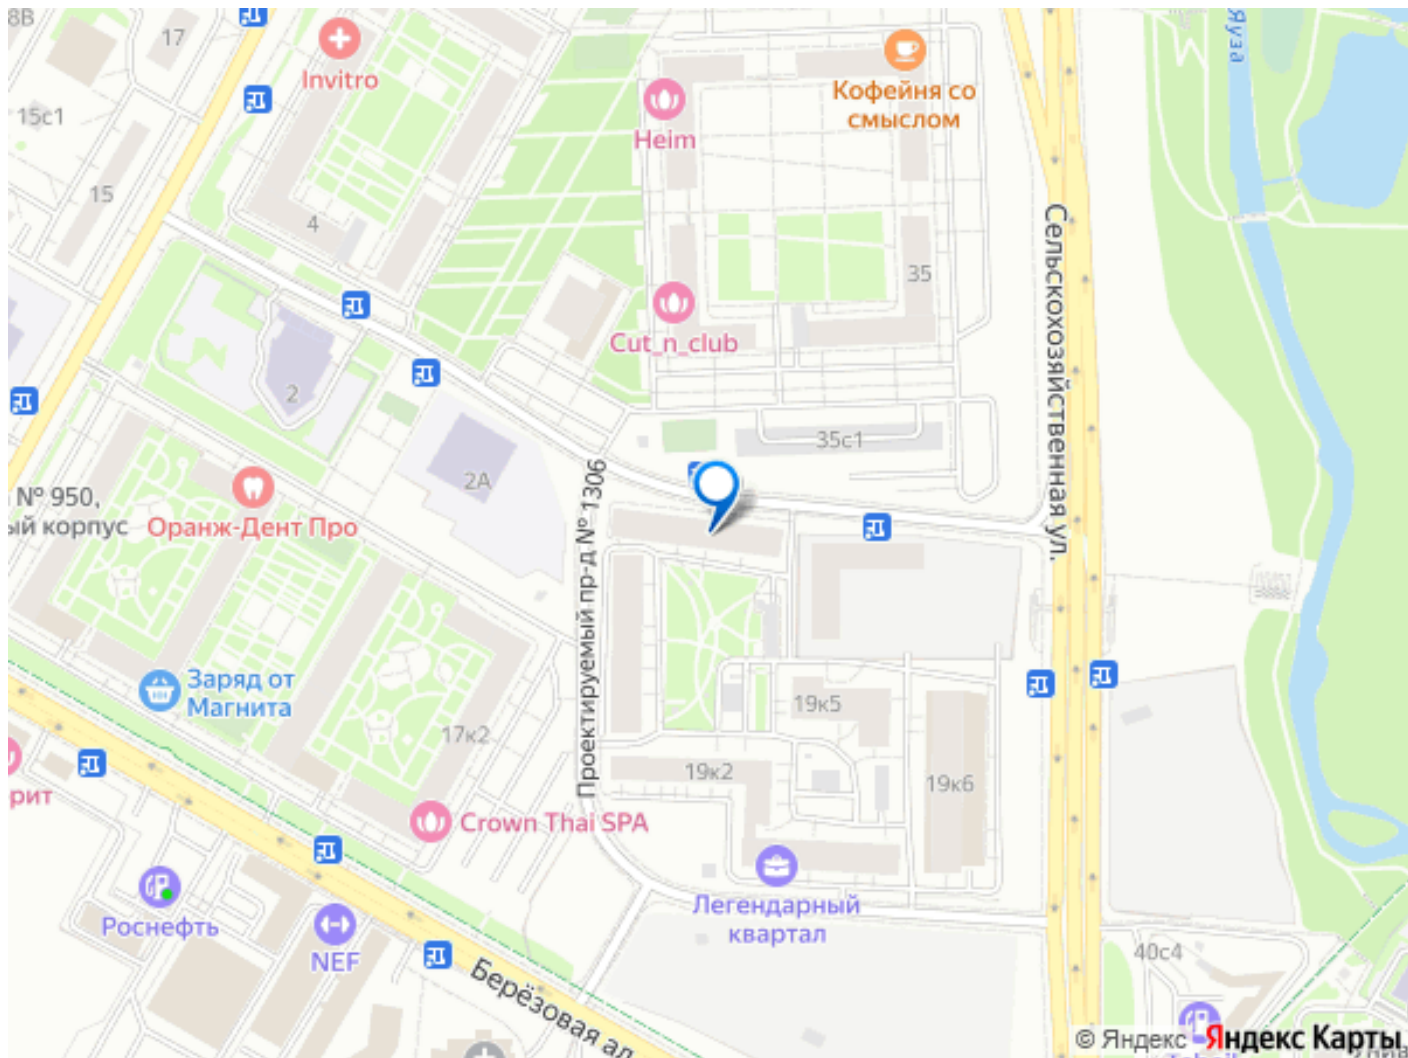 8В
17
Invitro
15с1
15
4
Heim
Кофейня со
смыслом
Яуза
35
Cut_n_club
Сельскохозяйственная ул.
2
2А
35с1
№ 950,
ый корпус
Оранж-Дент Про
Проектируемый пр-д № 1306
Заряд от
Магнита
17к2
19к5
19к2
19к6
рит
Crown Thai SPA
Роснефть
NEF
Легендарный
квартал
Берёзовая ал
40с4
© Яндекс Яндекс Карты